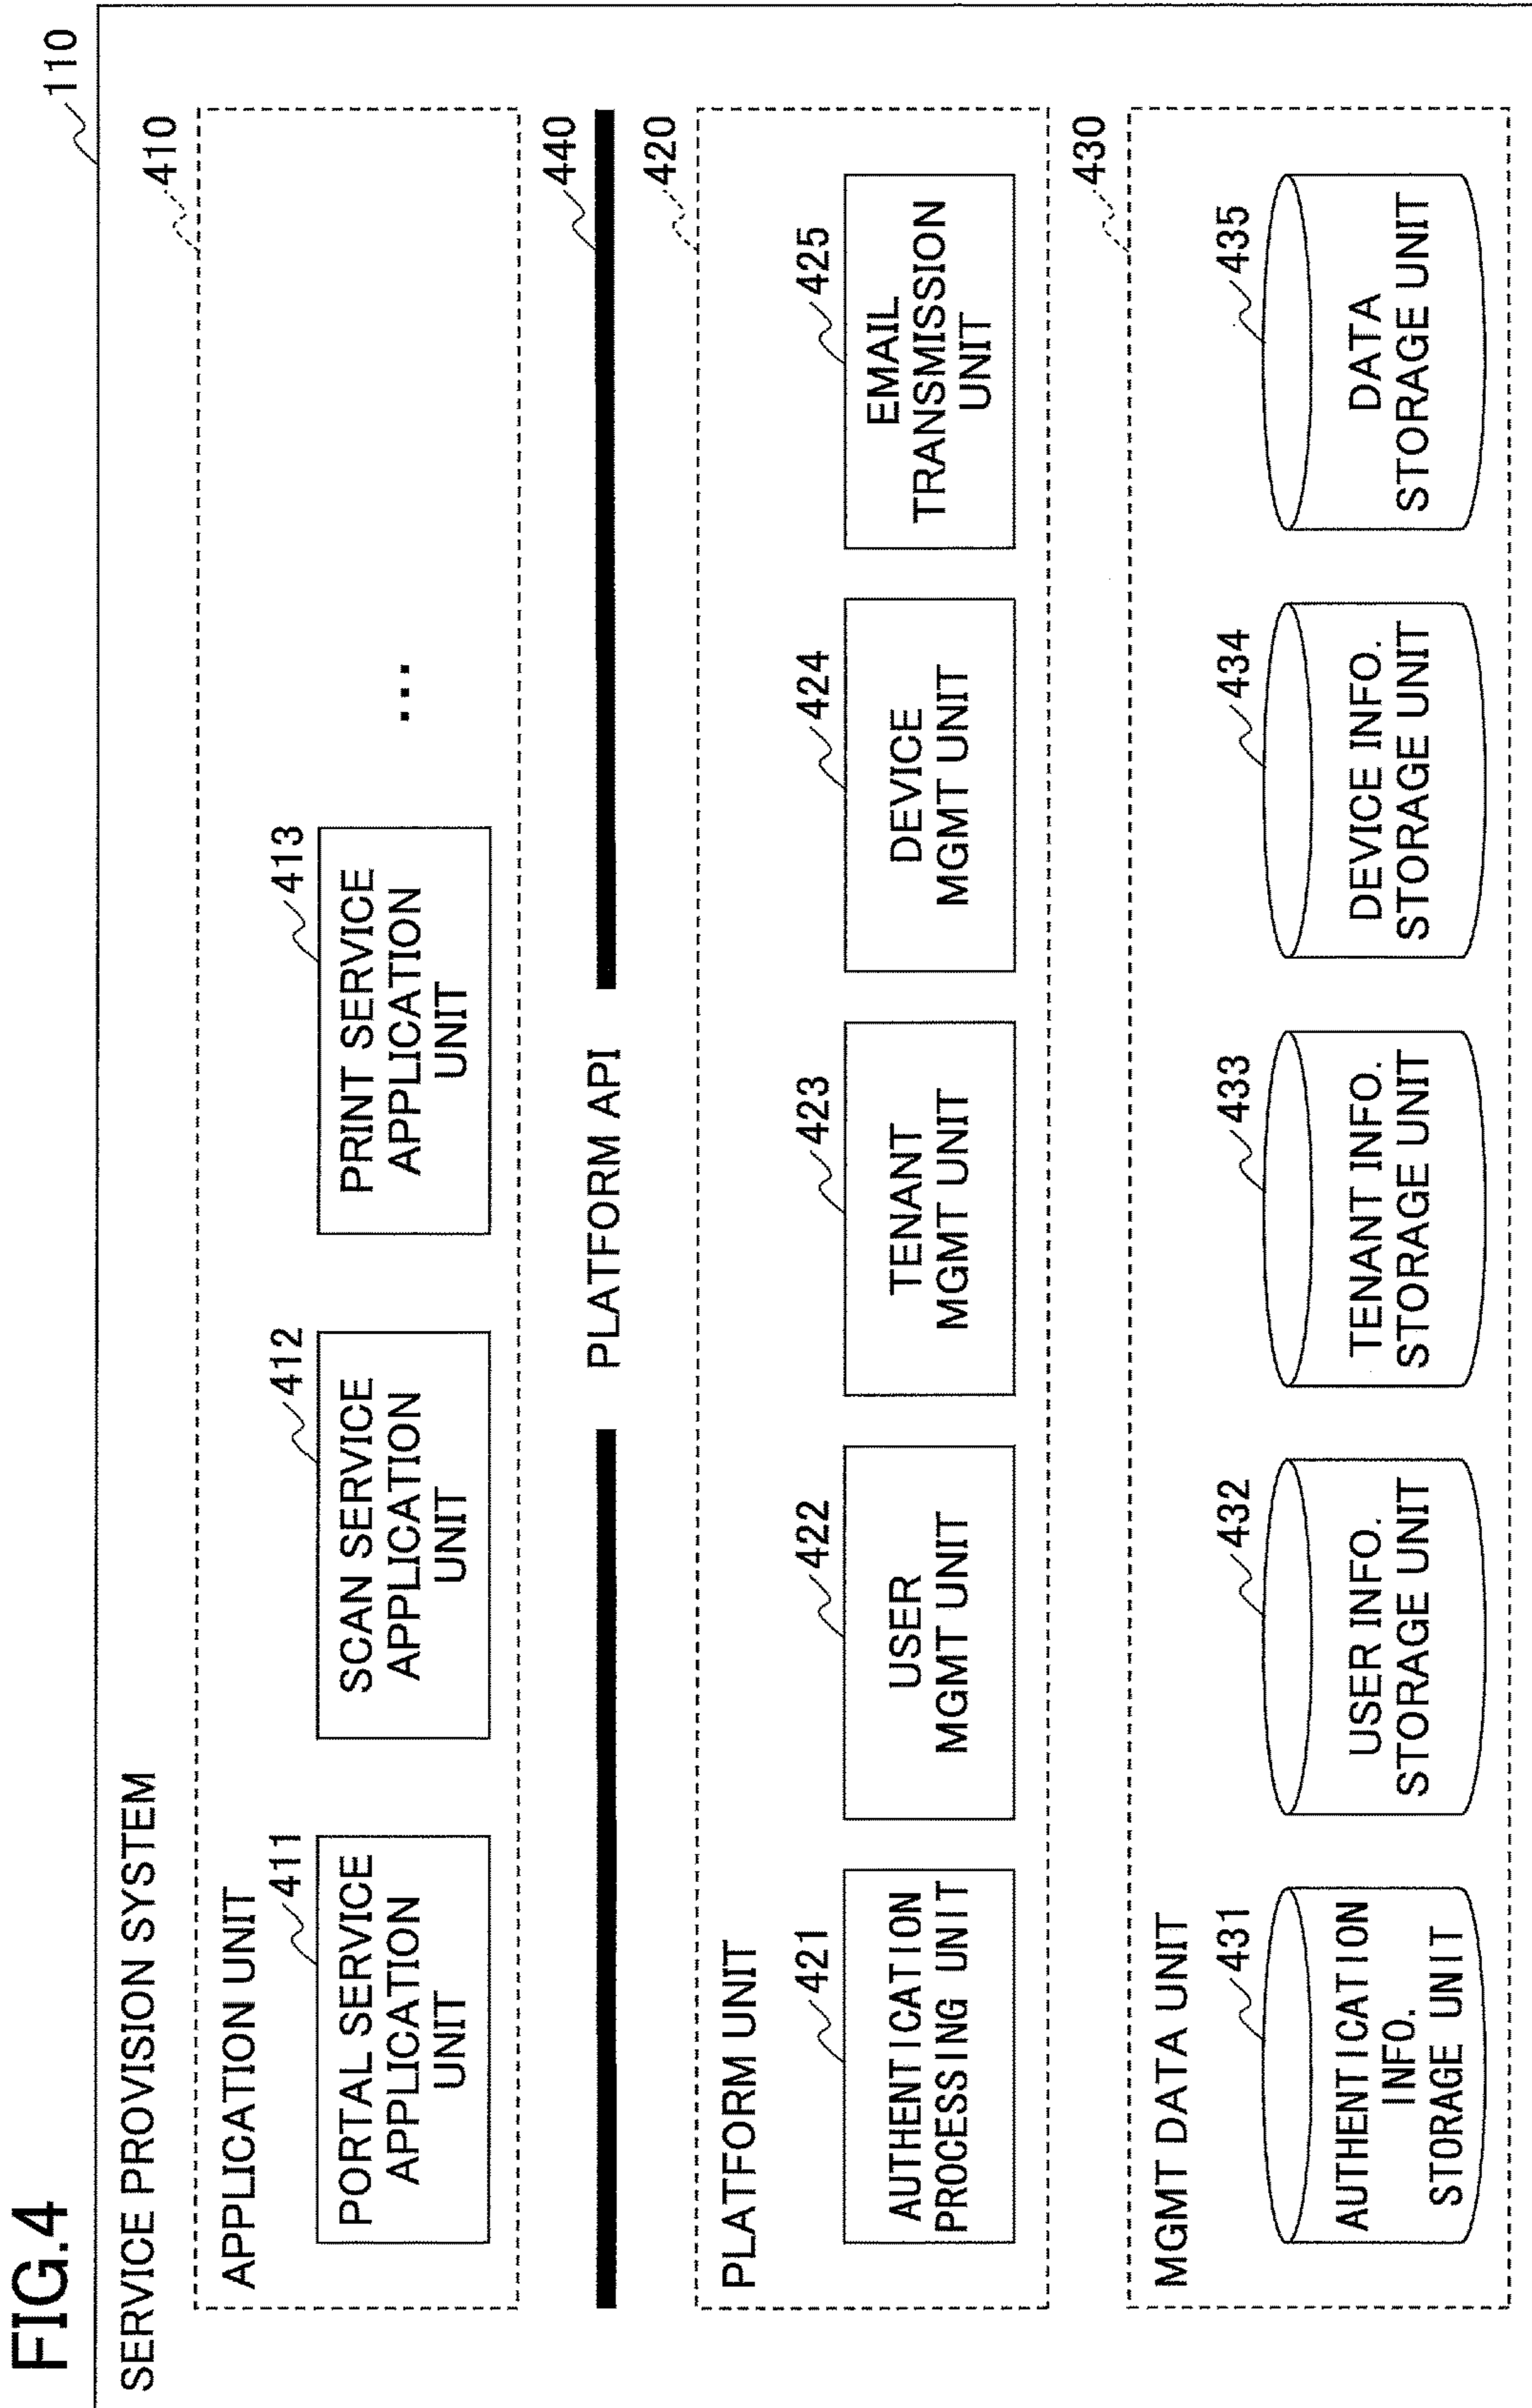 FIG.4
110
SERVICE PROVISION SYSTEM
410
APPLICATION UNIT
411
PORTAL SERVICE
APPLICATION
UNIT
412
SCAN SERVICE
APPLICATION
UNIT
413
PRINT SERVICE
APPLICATION
UNIT
...
440
PLATFORM API
420
PLATFORM UNIT
421
AUTHENTICATION
PROCESSING UNIT
422
USER
MGMT UNIT
423
TENANT
MGMT UNIT
424
DEVICE
MGMT UNIT
425
EMAIL
TRANSMISSION
UNIT
430
MGMT DATA UNIT
431
AUTHENTICATION
INFO.
STORAGE UNIT
432
USER INFO.
STORAGE UNIT
433
TENANT INFO.
STORAGE UNIT
434
DEVICE INFO.
STORAGE UNIT
435
DATA
STORAGE UNIT